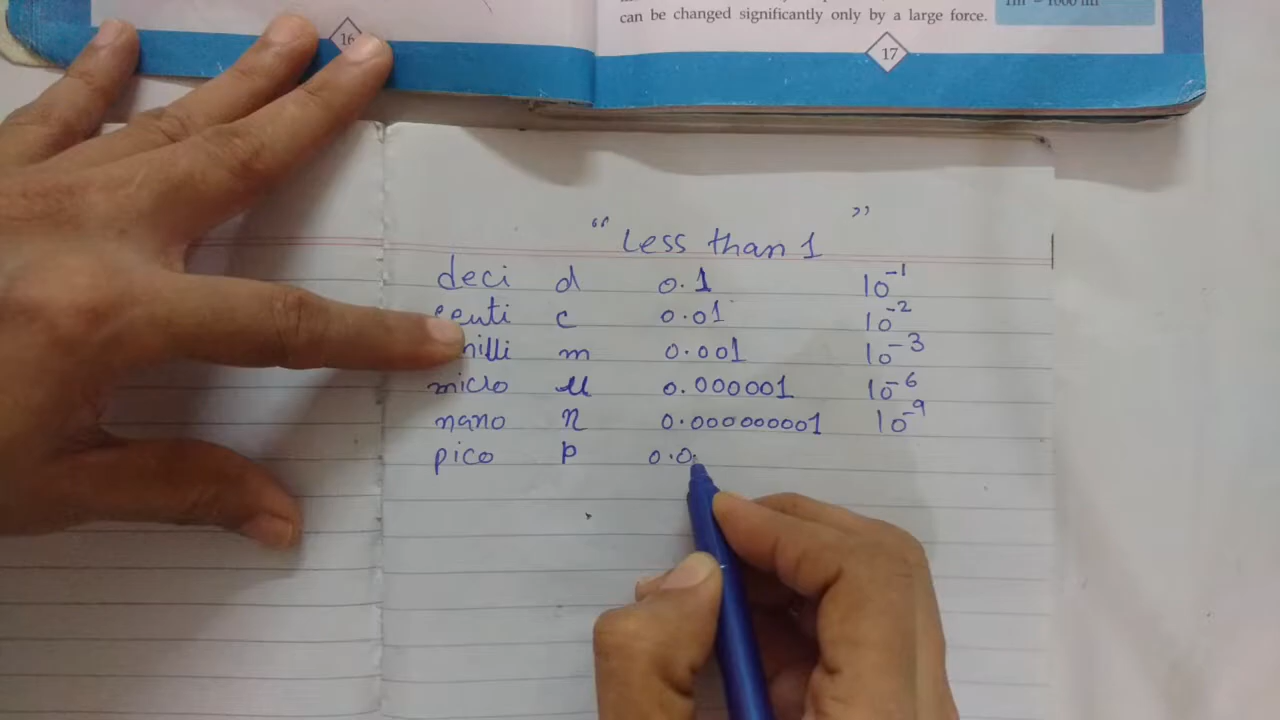 can be changed significantly only by a large force.
16
17
“ Less than 1 ”
deci d 0.1 10⁻¹
centi c 0.01 10⁻²
milli m 0.001 10⁻³
micro μ 0.000001 10⁻⁶
nano n 0.000000001 10⁻⁹
pico p 0.0